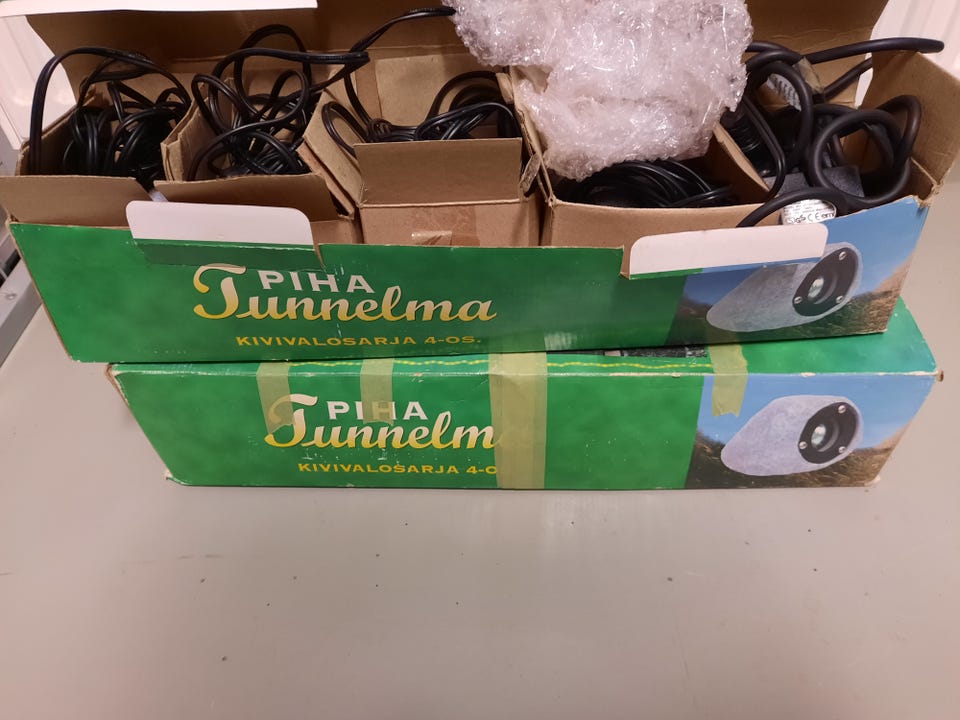 PIHA
Tunnelma
KIVIVALOSARJA 4-OS.
PIHA
Tunnelm
KIVIVALOSARJA 4-O